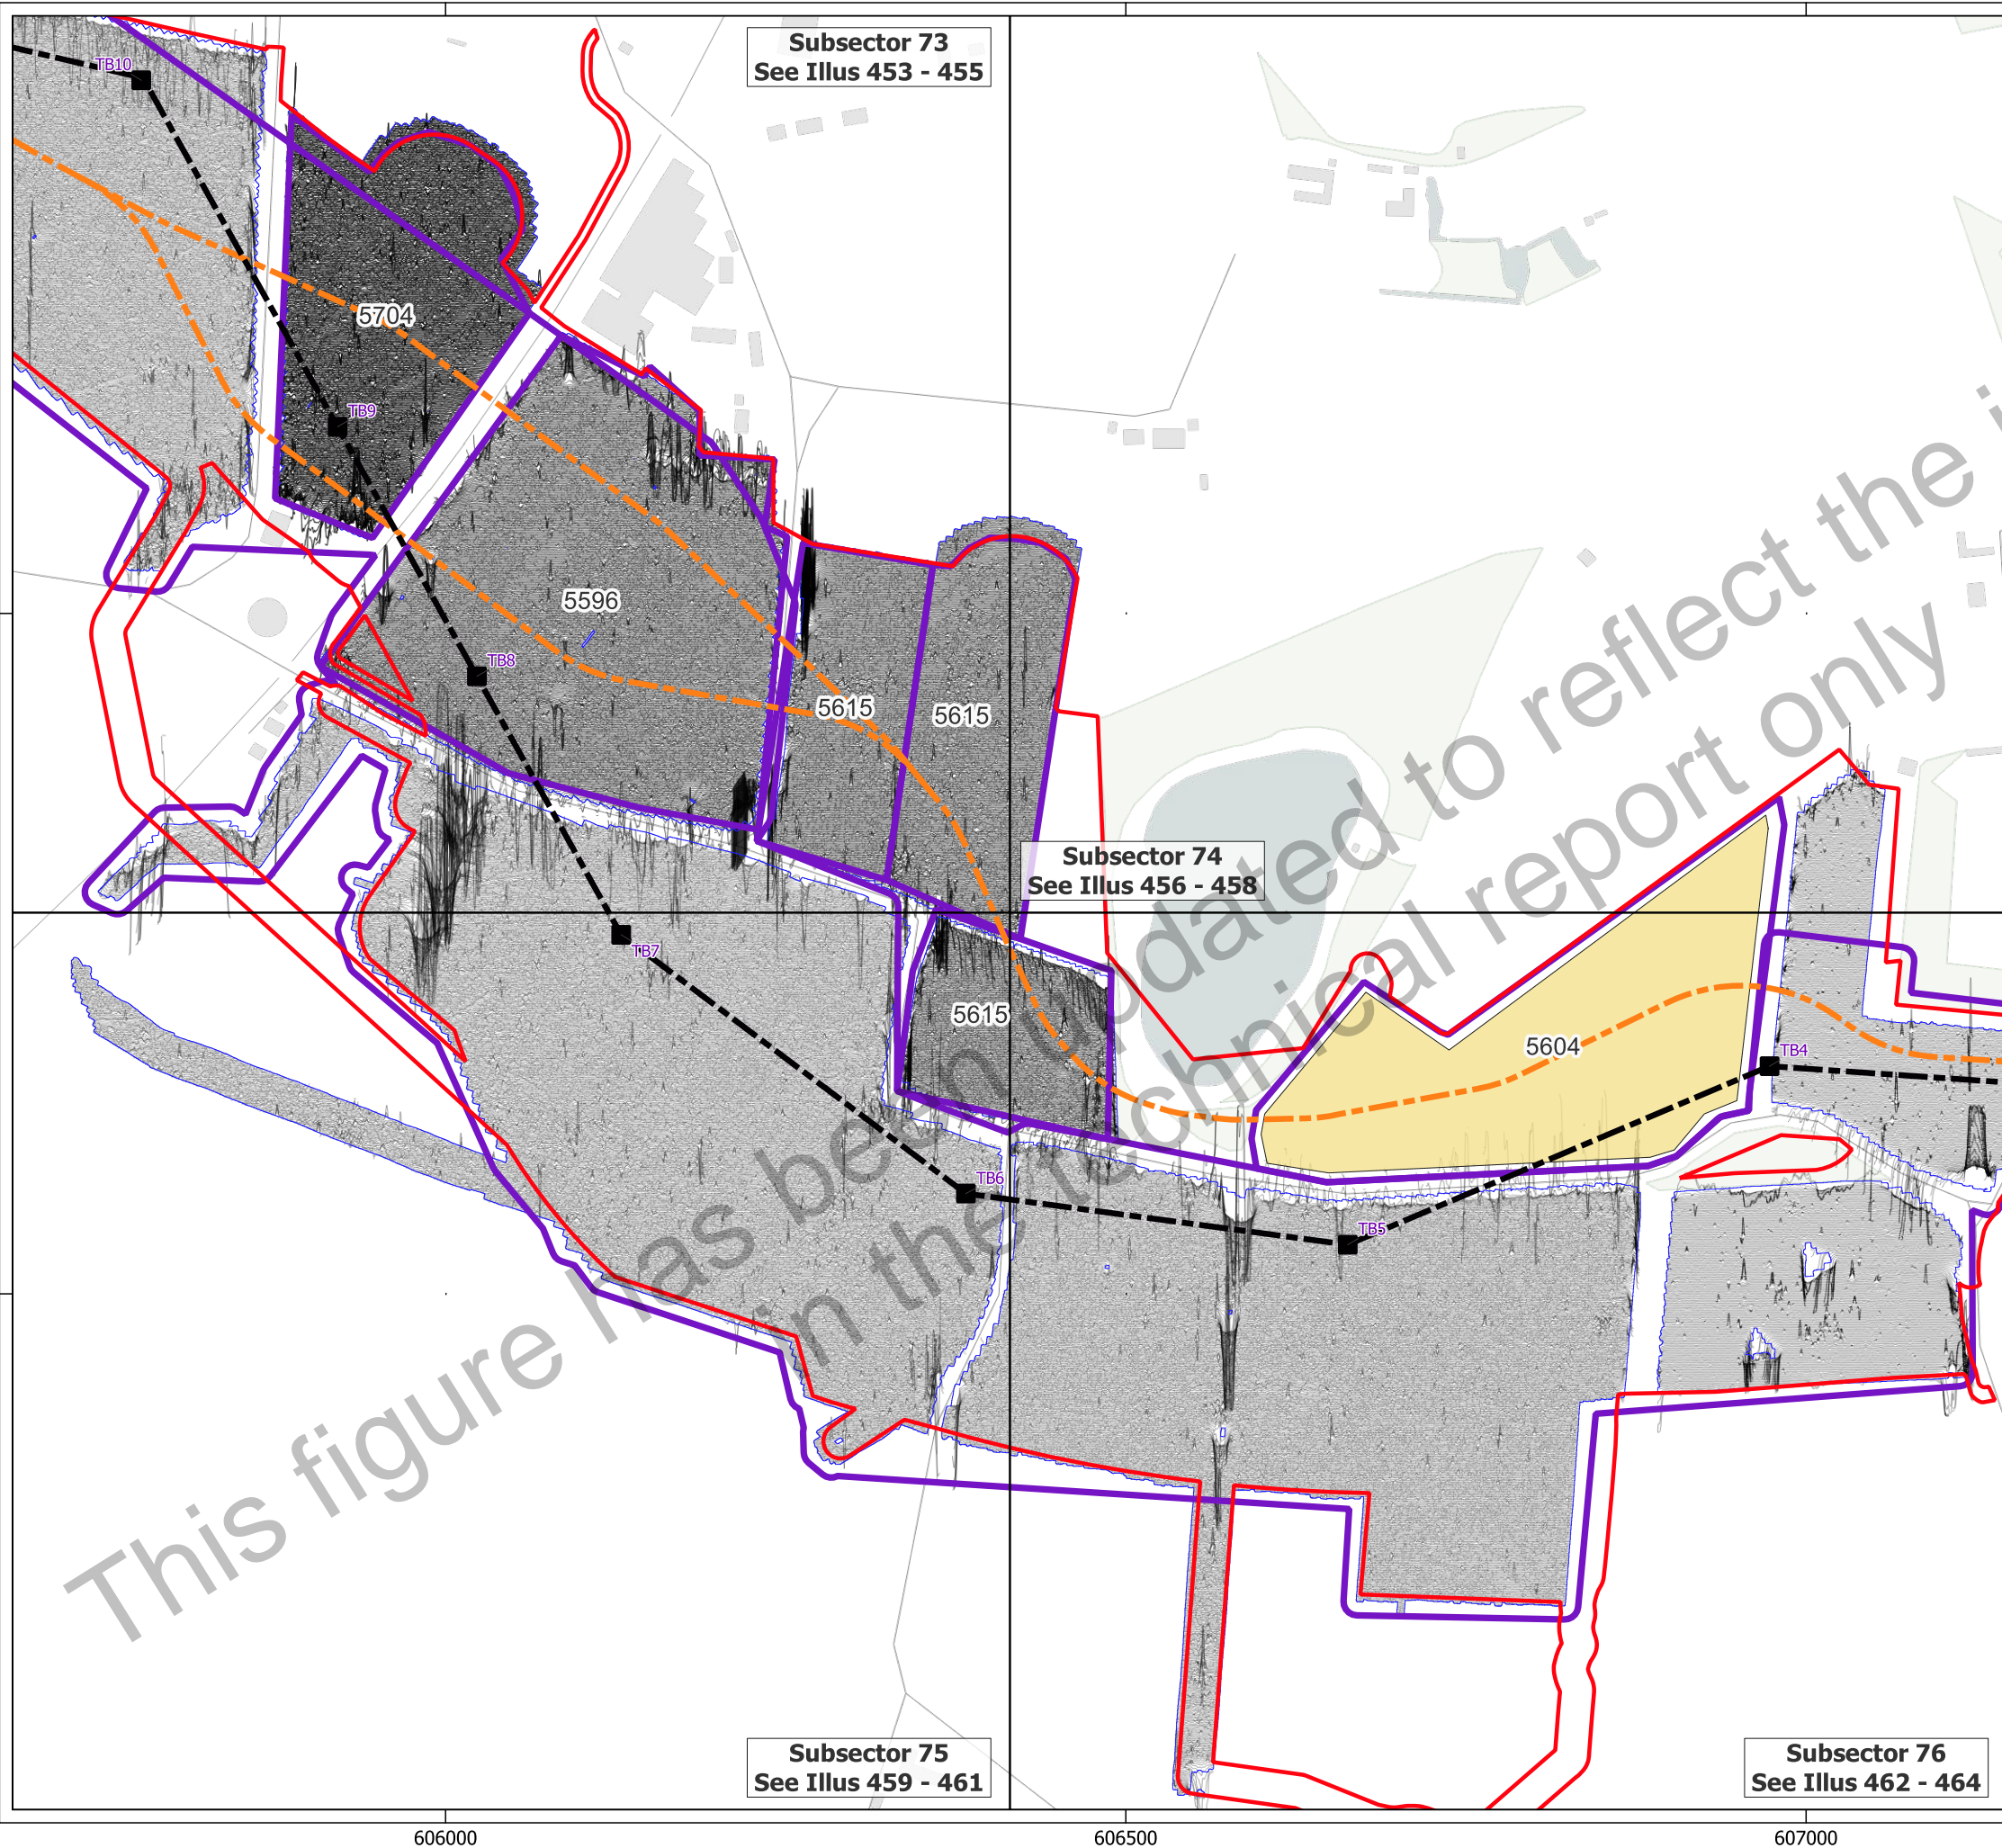 Subsector 73
See Illus 453 - 455
TB10
5704
TB9
5596
TB8
5615
5615
Subsector 74
See Illus 456 - 458
TB7
5615
5604
TB4
TB6
TB5
This figure has been updated to reflect the
in the technical report only
Subsector 75
See Illus 459 - 461
Subsector 76
See Illus 462 - 464
606000
606500
607000